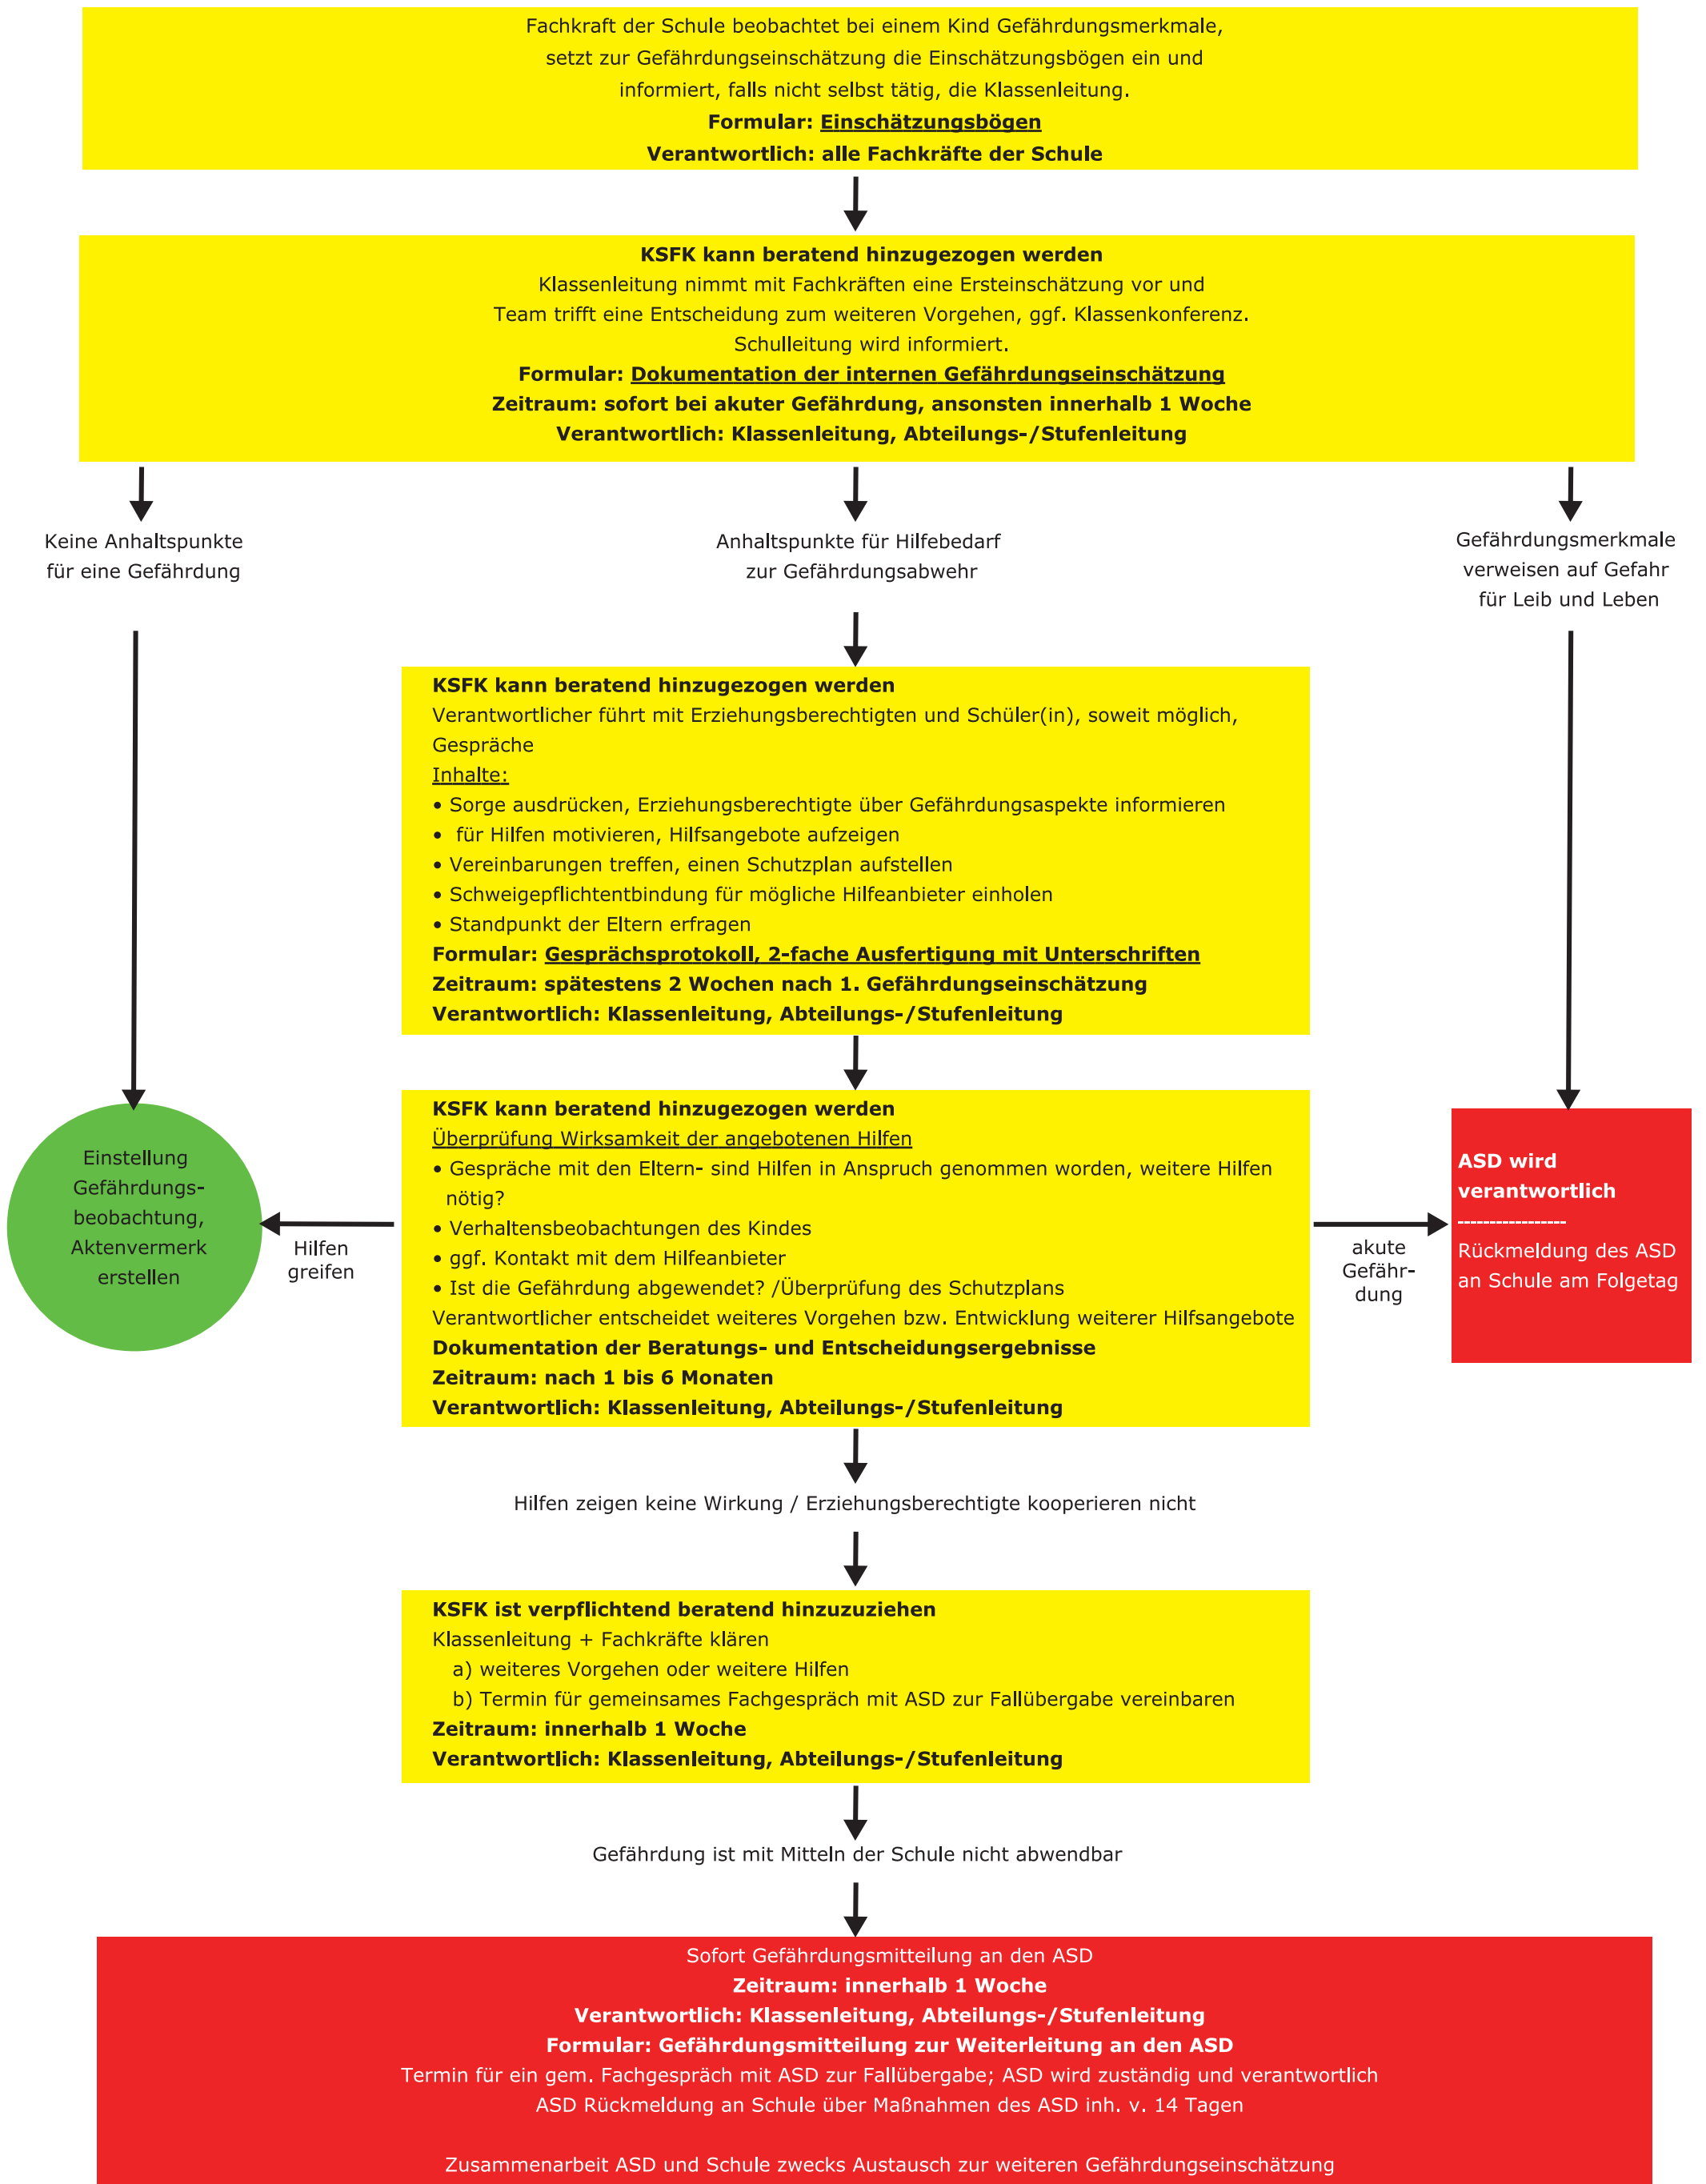 Fachkraft der Schule beobachtet bei einem Kind Gefährdungsmerkmale,
setzt zur Gefährdungseinschätzung die Einschätzungsbögen ein und
informiert, falls nicht selbst tätig, die Klassenleitung.
Formular: Einschätzungsbögen
Verantwortlich: alle Fachkräfte der Schule
KSFK kann beratend hinzugezogen werden
Klassenleitung nimmt mit Fachkräften eine Ersteinschätzung vor und
Team trifft eine Entscheidung zum weiteren Vorgehen, ggf. Klassenkonferenz.
Schulleitung wird informiert.
Formular: Dokumentation der internen Gefährdungseinschätzung
Zeitraum: sofort bei akuter Gefährdung, ansonsten innerhalb 1 Woche
Verantwortlich: Klassenleitung, Abteilungs-/Stufenleitung
Keine Anhaltspunkte
für eine Gefährdung
Anhaltspunkte für Hilfebedarf
zur Gefährdungsabwehr
Gefährdungsmerkmale
verweisen auf Gefahr
für Leib und Leben
KSFK kann beratend hinzugezogen werden
Verantwortlicher führt mit Erziehungsberechtigten und Schüler(in), soweit möglich,
Gespräche
Inhalte:
• Sorge ausdrücken, Erziehungsberechtigte über Gefährdungsaspekte informieren
• für Hilfen motivieren, Hilfsangebote aufzeigen
• Vereinbarungen treffen, einen Schutzplan aufstellen
• Schweigepflichtentbindung für mögliche Hilfeanbieter einholen
• Standpunkt der Eltern erfragen
Formular: Gesprächsprotokoll, 2-fache Ausfertigung mit Unterschriften
Zeitraum: spätestens 2 Wochen nach 1. Gefährdungseinschätzung
Verantwortlich: Klassenleitung, Abteilungs-/Stufenleitung
Einstellung
Gefährdungs-
beobachtung,
Aktenvermerk
erstellen
Hilfen
greifen
KSFK kann beratend hinzugezogen werden
Überprüfung Wirksamkeit der angebotenen Hilfen
• Gespräche mit den Eltern- sind Hilfen in Anspruch genommen worden, weitere Hilfen
nötig?
• Verhaltensbeobachtungen des Kindes
• ggf. Kontakt mit dem Hilfeanbieter
• Ist die Gefährdung abgewendet? /Überprüfung des Schutzplans
Verantwortlicher entscheidet weiteres Vorgehen bzw. Entwicklung weiterer Hilfsangebote
Dokumentation der Beratungs- und Entscheidungsergebnisse
Zeitraum: nach 1 bis 6 Monaten
Verantwortlich: Klassenleitung, Abteilungs-/Stufenleitung
akute
Gefähr-
dung
ASD wird
verantwortlich
-----------------
Rückmeldung des ASD
an Schule am Folgetag
Hilfen zeigen keine Wirkung / Erziehungsberechtigte kooperieren nicht
KSFK ist verpflichtend beratend hinzuzuziehen
Klassenleitung + Fachkräfte klären
a) weiteres Vorgehen oder weitere Hilfen
b) Termin für gemeinsames Fachgespräch mit ASD zur Fallübergabe vereinbaren
Zeitraum: innerhalb 1 Woche
Verantwortlich: Klassenleitung, Abteilungs-/Stufenleitung
Gefährdung ist mit Mitteln der Schule nicht abwendbar
Sofort Gefährdungsmitteilung an den ASD
Zeitraum: innerhalb 1 Woche
Verantwortlich: Klassenleitung, Abteilungs-/Stufenleitung
Formular: Gefährdungsmitteilung zur Weiterleitung an den ASD
Termin für ein gem. Fachgespräch mit ASD zur Fallübergabe; ASD wird zuständig und verantwortlich
ASD Rückmeldung an Schule über Maßnahmen des ASD inh. v. 14 Tagen
Zusammenarbeit ASD und Schule zwecks Austausch zur weiteren Gefährdungseinschätzung